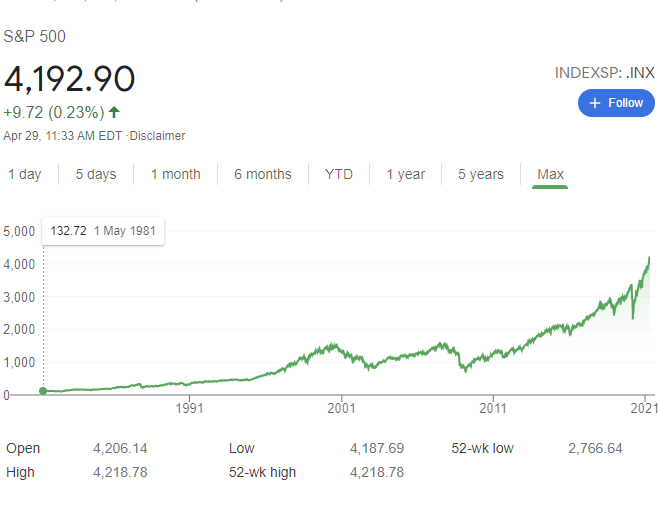 S&P 500
4,192.90
INDEXSP: .INX
+9.72 (0.23%)
+ Follow
Apr 29, 11:33 AM EDT ·Disclaimer
1 day 5 days 1 month 6 months YTD 1 year 5 years Max
132.72 1 May 1981
5,000
4,000
3,000
2,000
1,000
0
1991 2001 2011 2021
Open 4,206.14 Low 4,187.69 52-wk low 2,766.64
High 4,218.78 52-wk high 4,218.78